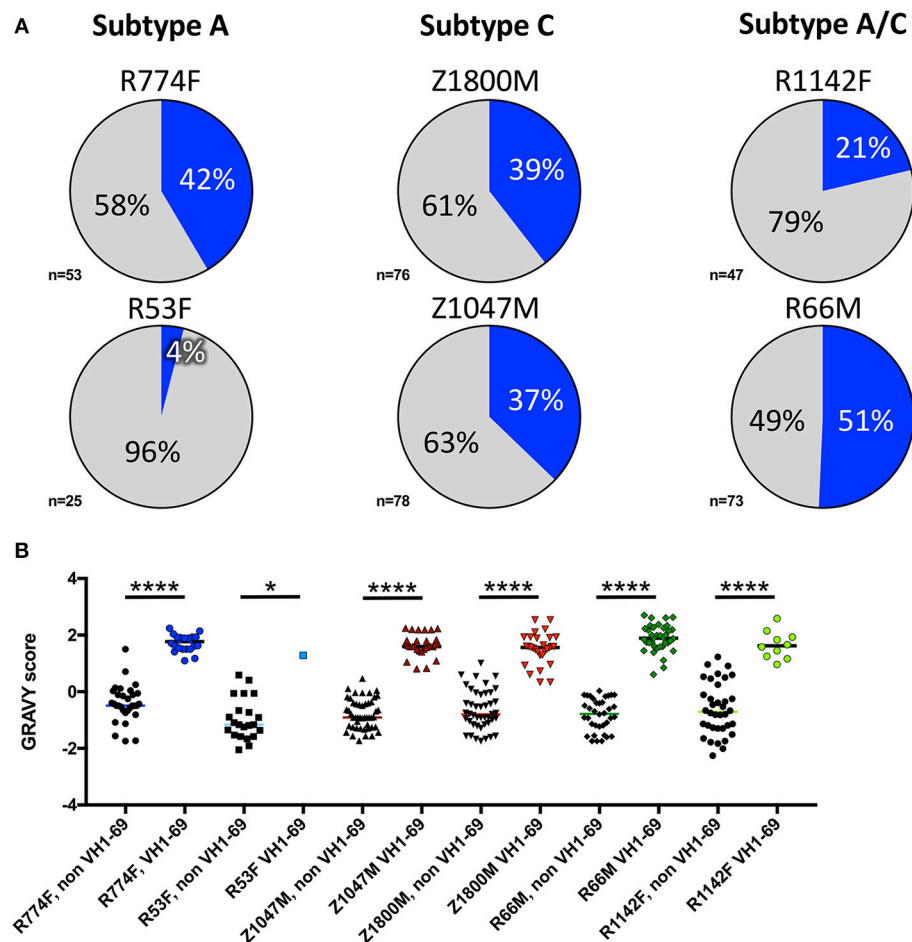 A
Subtype A Subtype C Subtype A/C
R774F Z1800M R1142F
42% 39% 21%
58% 61% 79%
n=53 n=76 n=47
R53F Z1047M R66M
4%
37%
49% 51%
96% 63%
n=25 n=78 n=73
B
4
**** * **** **** **** ****
2
0
-2
-4
GRAVY score
R774F, non VH1-69
R774F, VH1-69
R53F, non VH1-69
R53F VH1-69
Z1047M, non VH1-69
Z1047M VH1-69
Z1800M, non VH1-69
Z1800M VH1-69
R66M, non VH1-69
R66M VH1-69
R1142F, non VH1-69
R1142F VH1-69